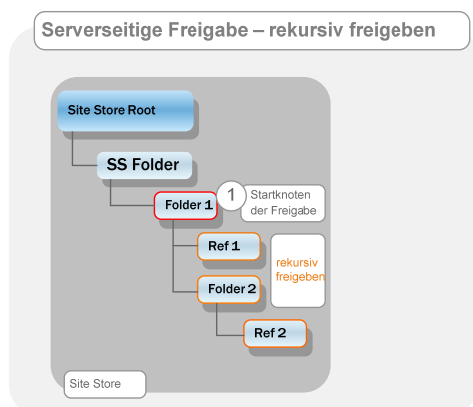 Serverseitige Freigabe – rekursiv freigeben
Site Store Root
SS Folder
Folder 1
1
Startknoten
der Freigabe
Ref 1
rekursiv
freigeben
Folder 2
Ref 2
Site Store